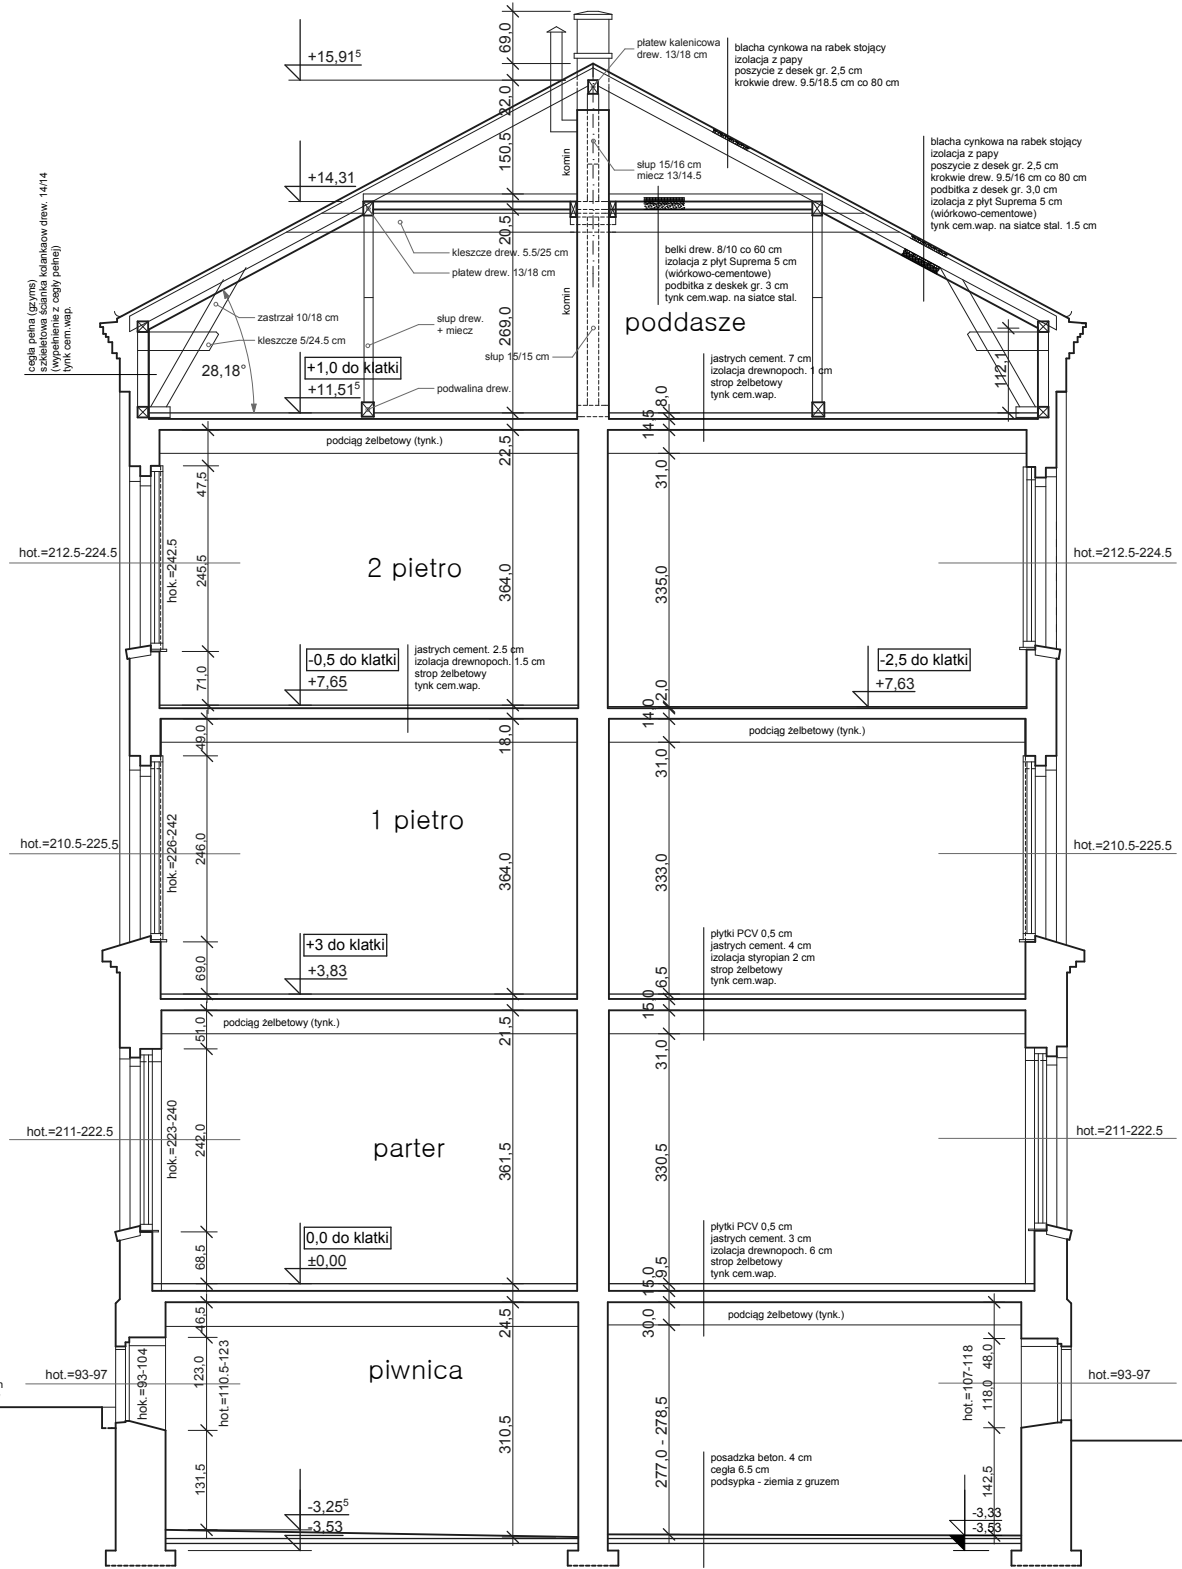 69,0
+15,91⁵
płatew kalenicowa
drew. 13/18 cm
blacha cynkowa na rabek stojący
izolacja z papy
poszycie z desek gr. 2,5 cm
krokwie drew. 9.5/18.5 cm co 80 cm
22,0
150,5
komin
słup 15/16 cm
miecz 13/14.5
blacha cynkowa na rabek stojący
izolacja z papy
poszycie z desek gr. 2,5 cm
krokwie drew. 9.5/16 cm co 80 cm
podbitka z desek gr. 3,0 cm
izolacja z płyt Suprema 5 cm
(wiórkowo-cementowe)
tynk cem.wap. na siatce stal. 1.5 cm
+14,31
cegła pełna (gzyms)
szkieletowa ścianka kolankaow drew. 14/14
(wypełnienie z cegły pełnej)
tynk cem.wap.
20,5
kleszcze drew. 5.5/25 cm
płatew drew. 13/18 cm
belki drew. 8/10 co 60 cm
izolacja z płyt Suprema 5 cm
(wiórkowo-cementowe)
podbitka z deskek gr. 3 cm
tynk cem.wap. na siatce stal.
komin
zastrzał 10/18 cm
kleszcze 5/24.5 cm
słup drew.
+ miecz
269,0
słup 15/15 cm
poddasze
28,18°
+1,0 do klatki
+11,51⁵
podwalina drew.
jastrych cement. 7 cm
izolacja drewnopoch. 1 cm
strop żelbetowy
tynk cem.wap.
112,1
8,0
14,5
podciąg żelbetowy (tynk.)
22,5
31,0
47,5
hot.=212.5-224.5
hok.=242.5
245,5
2 pietro
364,0
335,0
hot.=212.5-224.5
71,0
-0,5 do klatki
+7,65
jastrych cement. 2.5 cm
izolacja drewnopoch. 1.5 cm
strop żelbetowy
tynk cem.wap.
-2,5 do klatki
+7,63
2,0
14,0
49,0
18,0
31,0
podciąg żelbetowy (tynk.)
hot.=210.5-225.5
hok.=226-242
246,0
1 pietro
364,0
333,0
hot.=210.5-225.5
69,0
+3 do klatki
+3,83
płytki PCV 0,5 cm
jastrych cement. 4 cm
izolacja styropian 2 cm
strop żelbetowy
tynk cem.wap.
6,5
15,0
51,0
podciąg żelbetowy (tynk.)
21,5
31,0
hot.=211-222.5
hok.=223-240
242,0
parter
361,5
330,5
hot.=211-222.5
68,5
0,0 do klatki
±0,00
płytki PCV 0,5 cm
jastrych cement. 3 cm
izolacja drewnopoch. 6 cm
strop żelbetowy
tynk cem.wap.
9,5
15,0
46,5
24,5
30,0
podciąg żelbetowy (tynk.)
hot.=93-97
hok.=93-104
123,0
hot.=110.5-123
piwnica
310,5
277,0 - 278,5
hot.=107-118
48,0
118,0
hot.=93-97
131,5
posadzka beton. 4 cm
cegła 6.5 cm
podsypka - ziemia z gruzem
142,5
-3,25⁵
-3,53
-3,33
-3,53